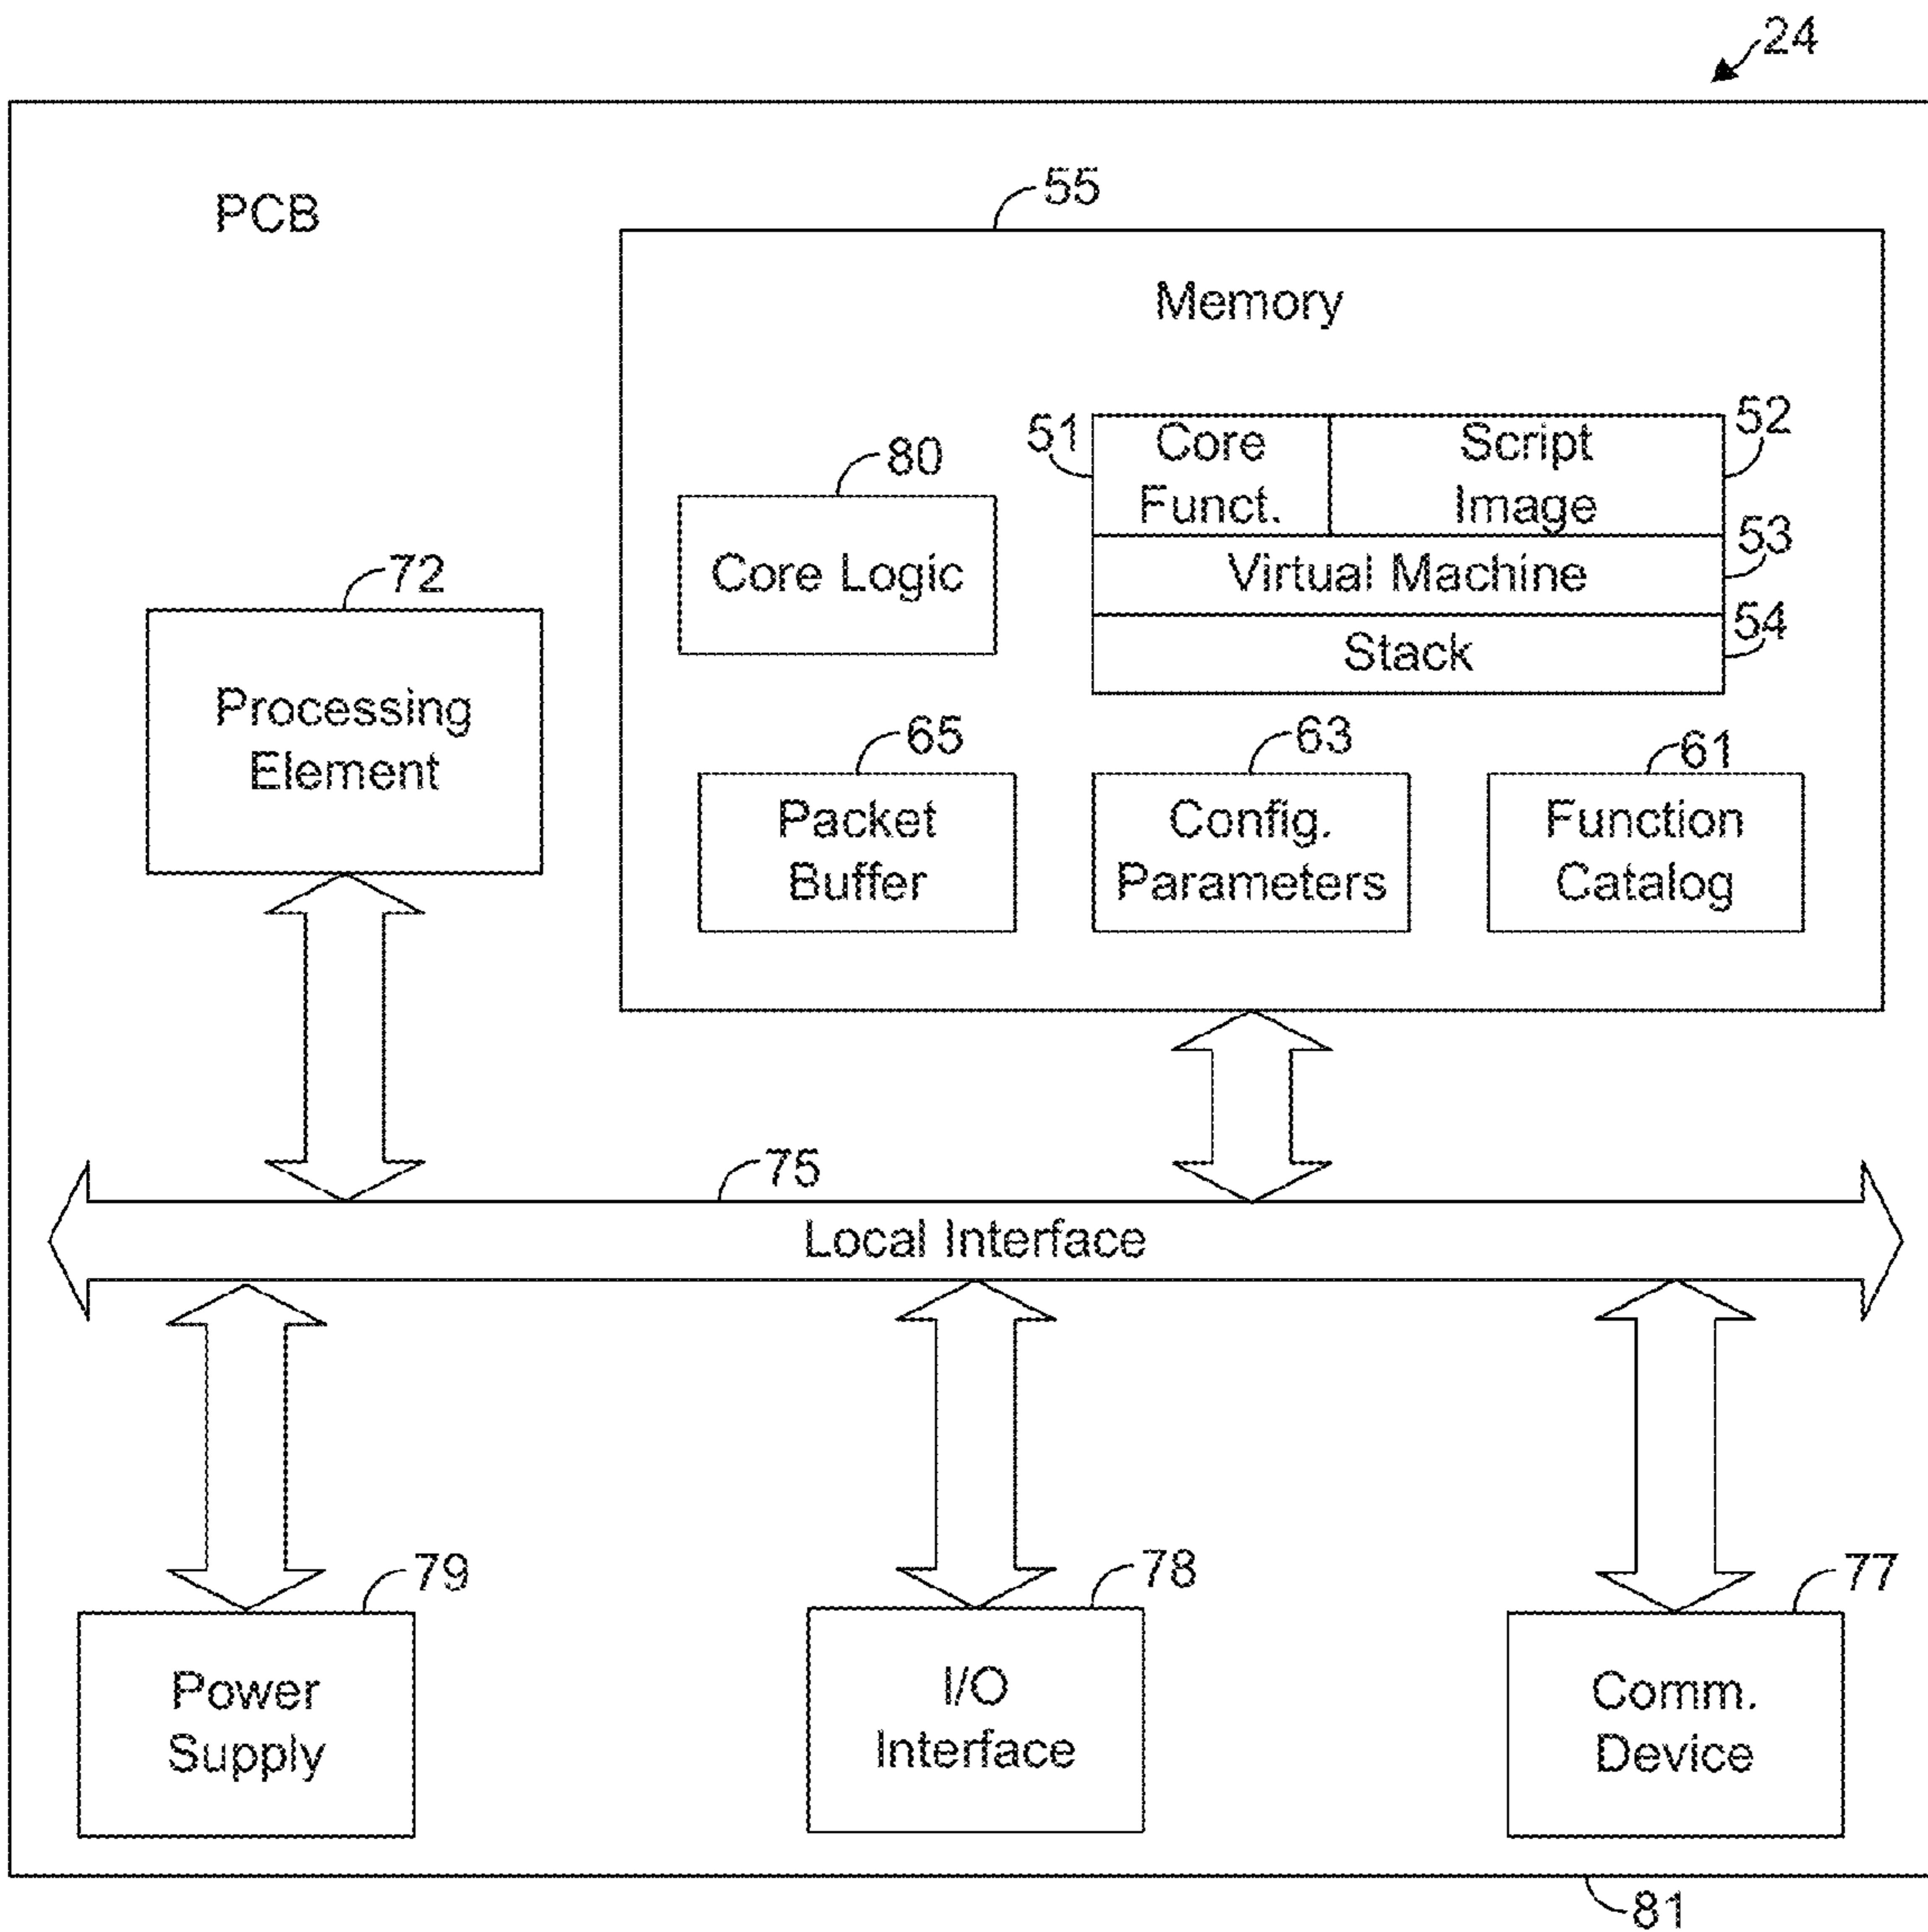 24
PCB
55
Memory
51
Core
Funct.
Script
Image
52
80
Core Logic
Virtual Machine
53
Stack
54
72
Processing
Element
65
Packet
Buffer
63
Config.
Parameters
61
Function
Catalog
75
Local Interface
79
Power
Supply
78
I/O
Interface
77
Comm.
Device
81